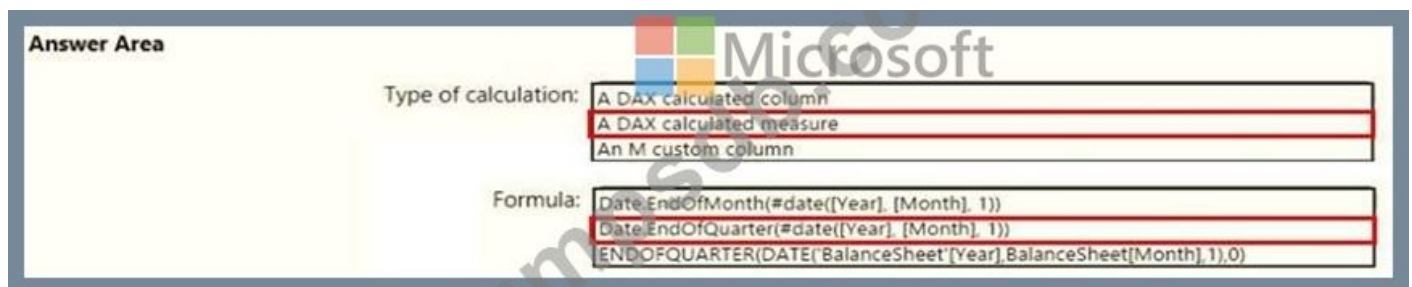 Answer Area
Microsoft
Type of calculation:
A DAX calculated column
A DAX calculated measure
An M custom column
Formula:
Date.EndOfMonth(#date([Year], [Month], 1))
Date.EndOfQuarter(#date([Year], [Month], 1))
ENDOFQUARTER(DATE('BalanceSheet'[Year],BalanceSheet[Month],1),0)